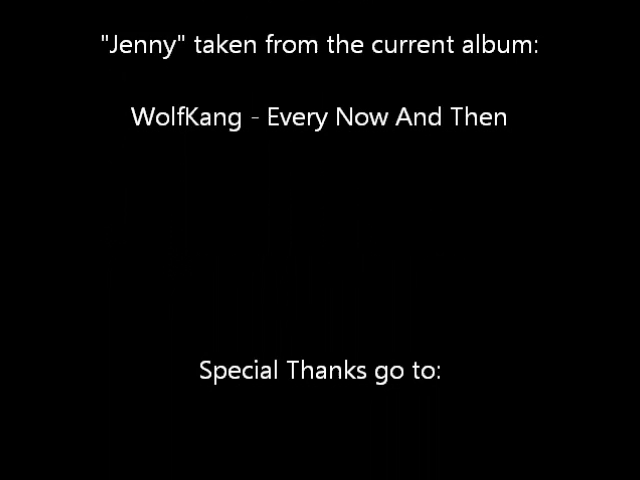 "Jenny" taken from the current album:
WolfKang - Every Now And Then
Special Thanks go to: